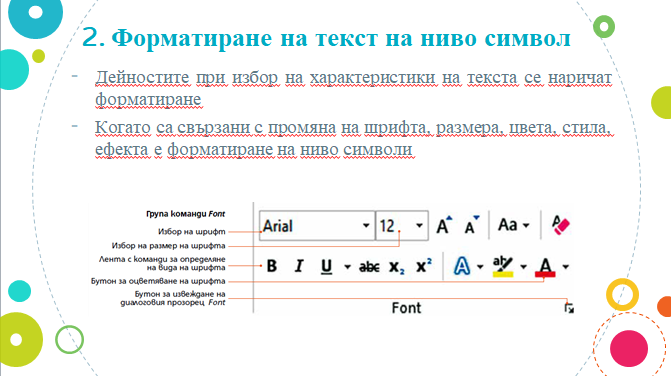 2. Форматиране на текст на ниво символ
- Дейностите при избор на характеристики на текста се наричат
форматиране
- Когато са свързани с промяна на шрифта, размера, цвета, стила,
ефекта е форматиране на ниво символи
Група команди Font
Избор на шрифт
Избор на размер на шрифта
Лента с команди за определяне
на вида на шрифта
Бутон за оцветяване на шрифта
Бутон за извеждане на
диалоговия прозорец Font
Arial 12 A A Aa A
B I U abc x₂ x² A ab A
Font